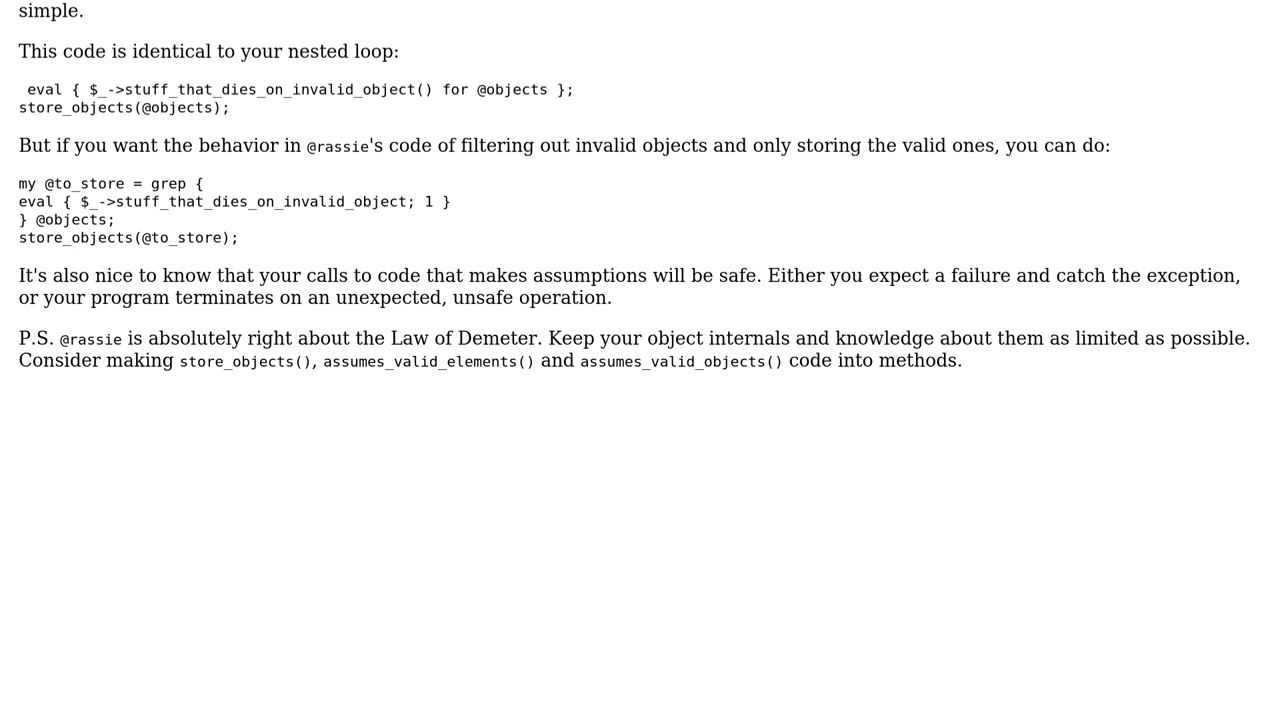 simple.
This code is identical to your nested loop:
eval { $_->stuff_that_dies_on_invalid_object() for @objects };
store_objects(@objects);
But if you want the behavior in @rassie's code of filtering out invalid objects and only storing the valid ones, you can do:
my @to_store = grep {
eval { $_->stuff_that_dies_on_invalid_object; 1 }
} @objects;
store_objects(@to_store);
It's also nice to know that your calls to code that makes assumptions will be safe. Either you expect a failure and catch the exception,
or your program terminates on an unexpected, unsafe operation.
P.S. @rassie is absolutely right about the Law of Demeter. Keep your object internals and knowledge about them as limited as possible.
Consider making store_objects(), assumes_valid_elements() and assumes_valid_objects() code into methods.